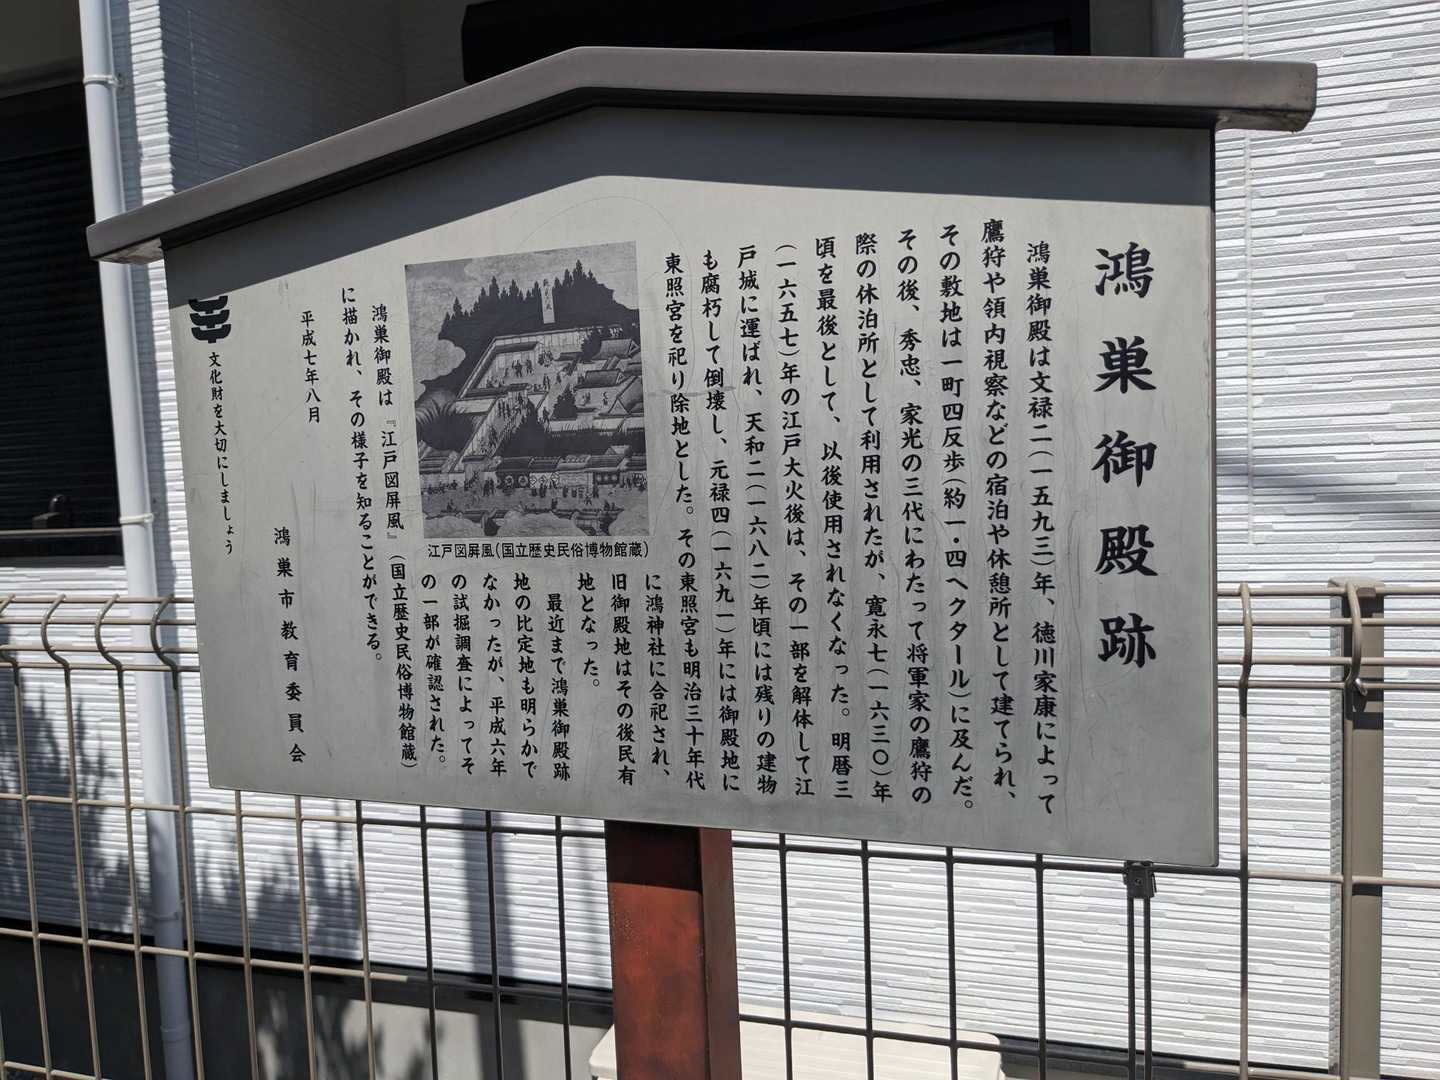 鴻巣御殿跡
鴻巣御殿は文禄二(一五九三)年、徳川家康によって
鷹狩や領内視察などの宿泊や休憩所として建てられ、
その敷地は一町四反歩(約一・四ヘクタール)に及んだ。
その後、秀忠、家光の三代にわたって将軍家の鷹狩の
際の休泊所として利用されたが、寛永七(一六三〇)年
頃を最後として、以後使用されなくなった。明暦三
(一六五七)年の江戸大火後は、その一部を解体して江
戸城に運ばれ、天和二(一六八二)年頃には残りの建物
も腐朽して倒壊し、元禄四(一六九一)年には御殿地に
東照宮を祀り除地とした。その東照宮も明治三十年代
に鴻神社に合祀され、
旧御殿地はその後民有
地となった。
最近まで鴻巣御殿跡
地の比定地も明らかで
なかったが、平成六年
の試掘調査によってそ
の一部が確認された。
江戸図屏風(国立歴史民俗博物館蔵)
鴻巣御殿は『江戸図屏風』(国立歴史民俗博物館蔵)
に描かれ、その様子を知ることができる。
平成七年八月
鴻巣市教育委員会
文化財を大切にしましょう